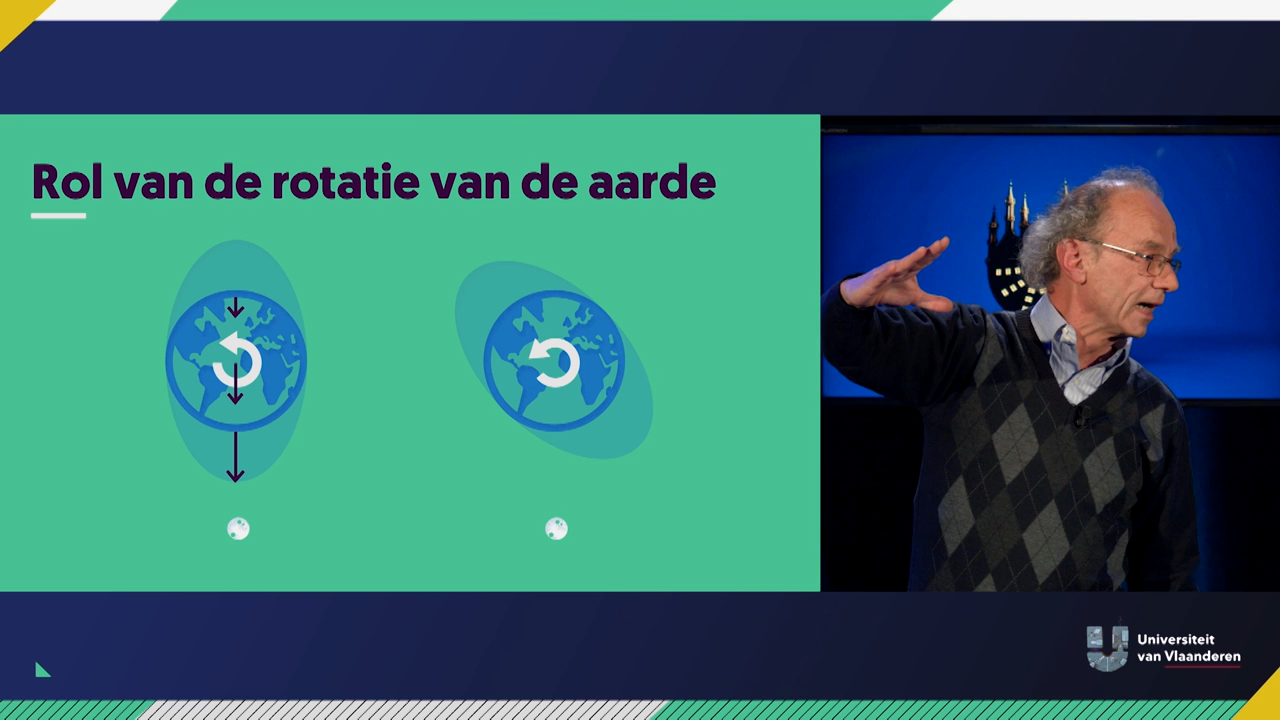 Rol van de rotatie van de aarde
Universiteit
van Vlaanderen